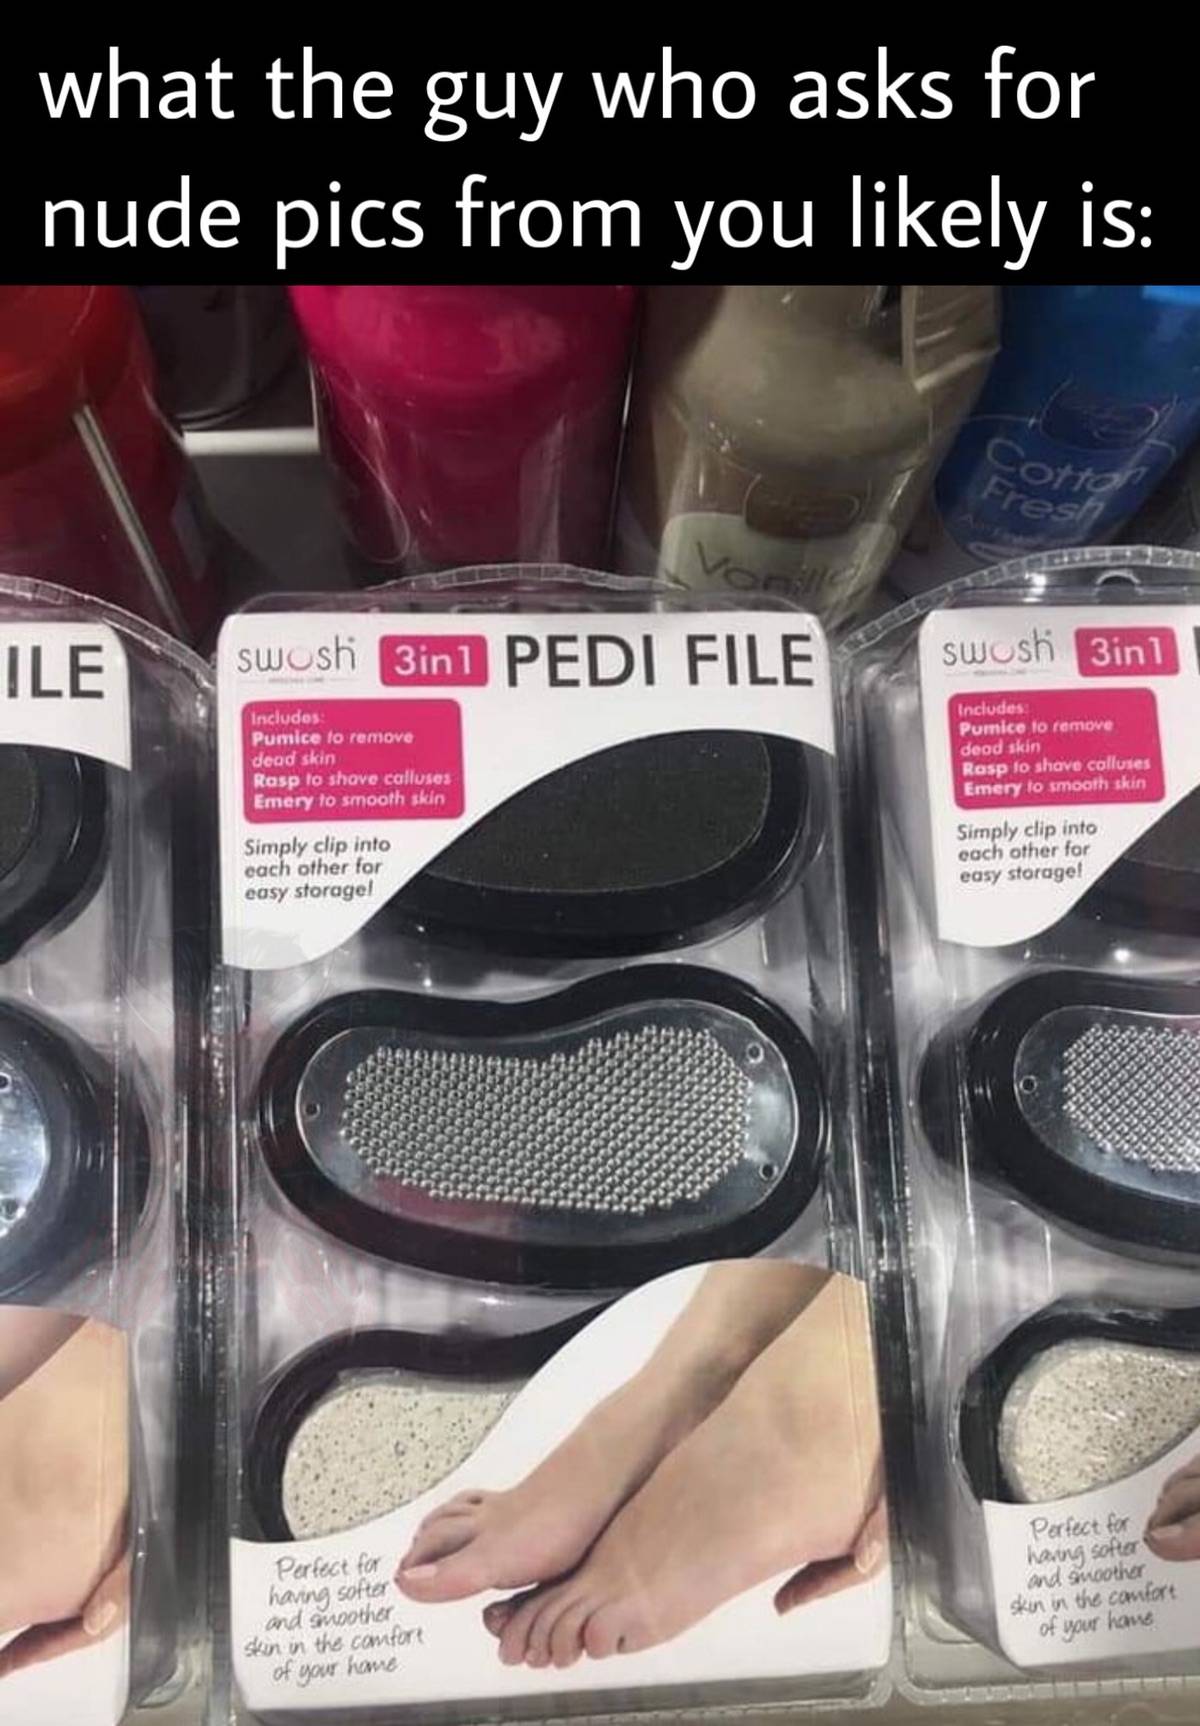 what the guy who asks for
nude pics from you likely is:
Cotton
Fresh
Vanilla
ILE
swosh 3in1 PEDI FILE
Includes:
Pumice to remove
dead skin
Rasp to shave calluses
Emery to smooth skin
Simply clip into
each other for
easy storage!
Perfect for
having softer
and smoother
skin in the comfort
of your home
swosh 3in1
Includes:
Pumice to remove
dead skin
Rasp to shave calluses
Emery to smooth skin
Simply clip into
each other for
easy storage!
Perfect for
having softer
and smoother
skin in the comfort
of your home